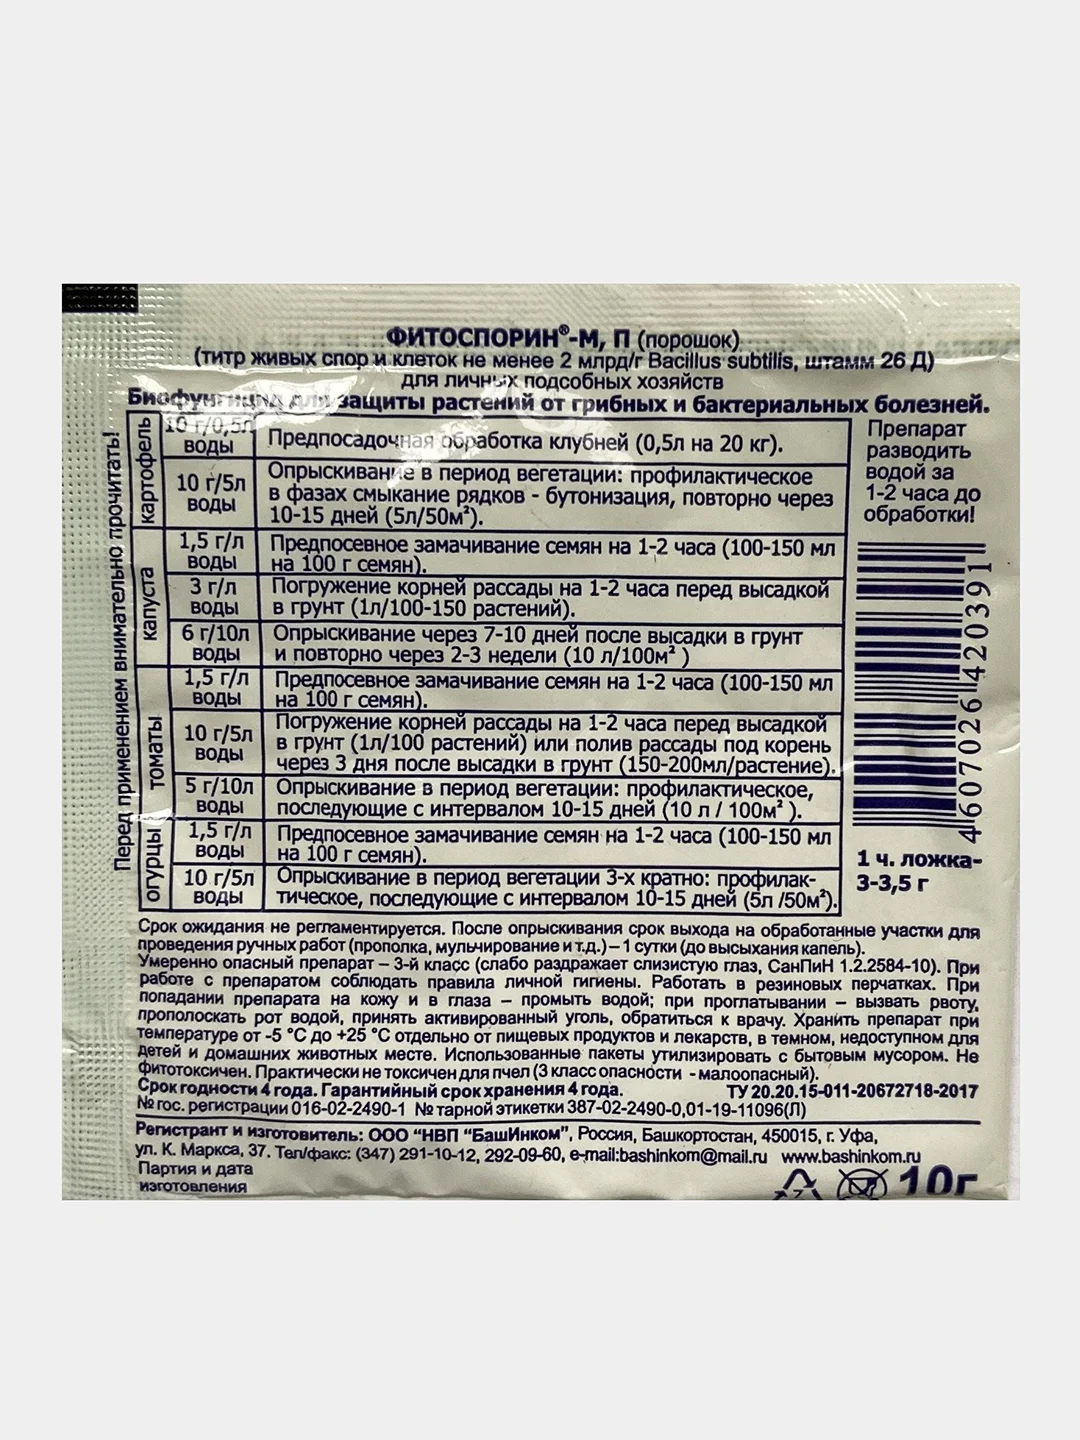 ФИТОСПОРИН®-М, П (порошок)
(титр живых спор и клеток не менее 2 млрд/г Bacillus subtilis, штамм 26 Д)
для личных подсобных хозяйств
Биофунгицид для защиты растений от грибных и бактериальных болезней.
Перед применением внимательно прочитать!
картофель
10 г/0,5л
воды
Предпосадочная обработка клубней (0,5л на 20 кг).
10 г/5л
воды
Опрыскивание в период вегетации: профилактическое
в фазах смыкание рядков - бутонизация, повторно через
10-15 дней (5л/50м²).
капуста
1,5 г/л
воды
Предпосевное замачивание семян на 1-2 часа (100-150 мл
на 100 г семян).
3 г/л
воды
Погружение корней рассады на 1-2 часа перед высадкой
в грунт (1л/100-150 растений).
6 г/10л
воды
Опрыскивание через 7-10 дней после высадки в грунт
и повторно через 2-3 недели (10 л/100м² )
томаты
1,5 г/л
воды
Предпосевное замачивание семян на 1-2 часа (100-150 мл
на 100 г семян).
10 г/5л
воды
Погружение корней рассады на 1-2 часа перед высадкой
в грунт (1л/100 растений) или полив рассады под корень
через 3 дня после высадки в грунт (150-200мл/растение).
5 г/10л
воды
Опрыскивание в период вегетации: профилактическое,
последующие с интервалом 10-15 дней (10 л / 100м² ).
огурцы
1,5 г/л
воды
Предпосевное замачивание семян на 1-2 часа (100-150 мл
на 100 г семян).
10 г/5л
воды
Опрыскивание в период вегетации 3-х кратно: профилак-
тическое, последующие с интервалом 10-15 дней (5л /50м²).
Препарат
разводить
водой за
1-2 часа до
обработки!
4607026420391
1 ч. ложка-
3-3,5 г
Срок ожидания не регламентируется. После опрыскивания срок выхода на обработанные участки для
проведения ручных работ (прополка, мульчирование и т.д.) – 1 сутки (до высыхания капель).
Умеренно опасный препарат – 3-й класс (слабо раздражает слизистую глаз, СанПиН 1.2.2584-10). При
работе с препаратом соблюдать правила личной гигиены. Работать в резиновых перчатках. При
попадании препарата на кожу и в глаза – промыть водой; при проглатывании – вызвать рвоту,
прополоскать рот водой, принять активированный уголь, обратиться к врачу. Хранить препарат при
температуре от -5 °С до +25 °С отдельно от пищевых продуктов и лекарств, в темном, недоступном для
детей и домашних животных месте. Использованные пакеты утилизировать с бытовым мусором. Не
фитотоксичен. Практически не токсичен для пчел (3 класс опасности - малоопасный).
Срок годности 4 года. Гарантийный срок хранения 4 года. ТУ 20.20.15-011-20672718-2017
№ гос. регистрации 016-02-2490-1 № тарной этикетки 387-02-2490-0,01-19-11096(Л)
Регистрант и изготовитель: ООО "НВП "БашИнком", Россия, Башкортостан, 450015, г. Уфа,
ул. К. Маркса, 37. Тел/факс: (347) 291-10-12, 292-09-60, e-mail:bashinkom@mail.ru www.bashinkom.ru
Партия и дата
изготовления
7
10г